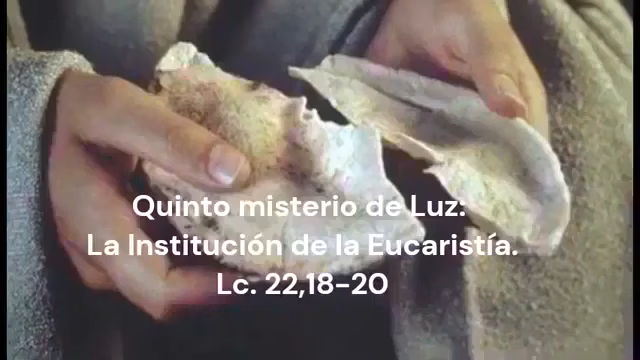 Quinto misterio de Luz:
La Institución de la Eucaristía.
Lc. 22,18-20